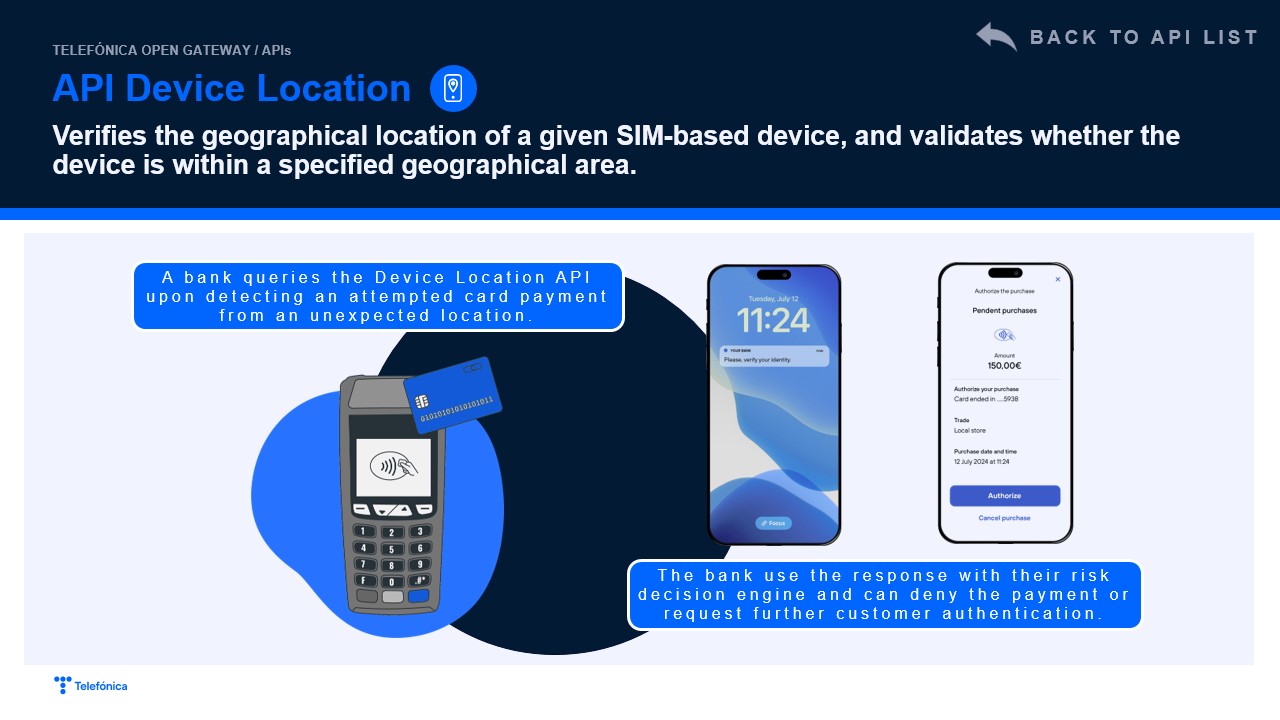 BACK TO API LIST
TELEFÓNICA OPEN GATEWAY / APIs
API Device Location
Verifies the geographical location of a given SIM-based device, and validates whether the
device is within a specified geographical area.
A bank queries the Device Location API
upon detecting an attempted card payment
from an unexpected location.
0101010101010101011
1 2 3
4 5 6
7 8 9
F 0 .#*
Tuesday, July 12
11:24
YOUR BANK now
Please, verify your identity.
Focus
×
Authorize the purchase
Pendent purchases
Amount
150,00€
Authorize your purchase
Card ended in ....5938
Trade
Local store
Purchase date and time
12 July 2024 at 11:24
Authorize
Cancel purchase
The bank use the response with their risk
decision engine and can deny the payment or
request further customer authentication.
Telefónica